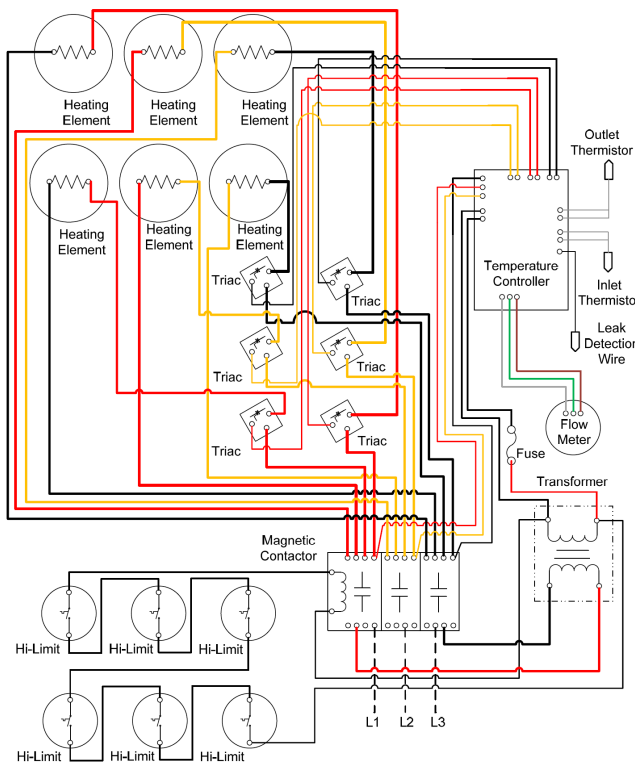 Heating
Element
Heating
Element
Heating
Element
Outlet
Thermistor
Heating
Element
Heating
Element
Heating
Element
Triac
Triac
Temperature
Controller
Inlet
Thermistor
Triac
Triac
Leak
Detection
Wire
Triac
Triac
Flow
Meter
Fuse
Transformer
Magnetic
Contactor
Hi-Limit
Hi-Limit
Hi-Limit
L1
L2
L3
Hi-Limit
Hi-Limit
Hi-Limit